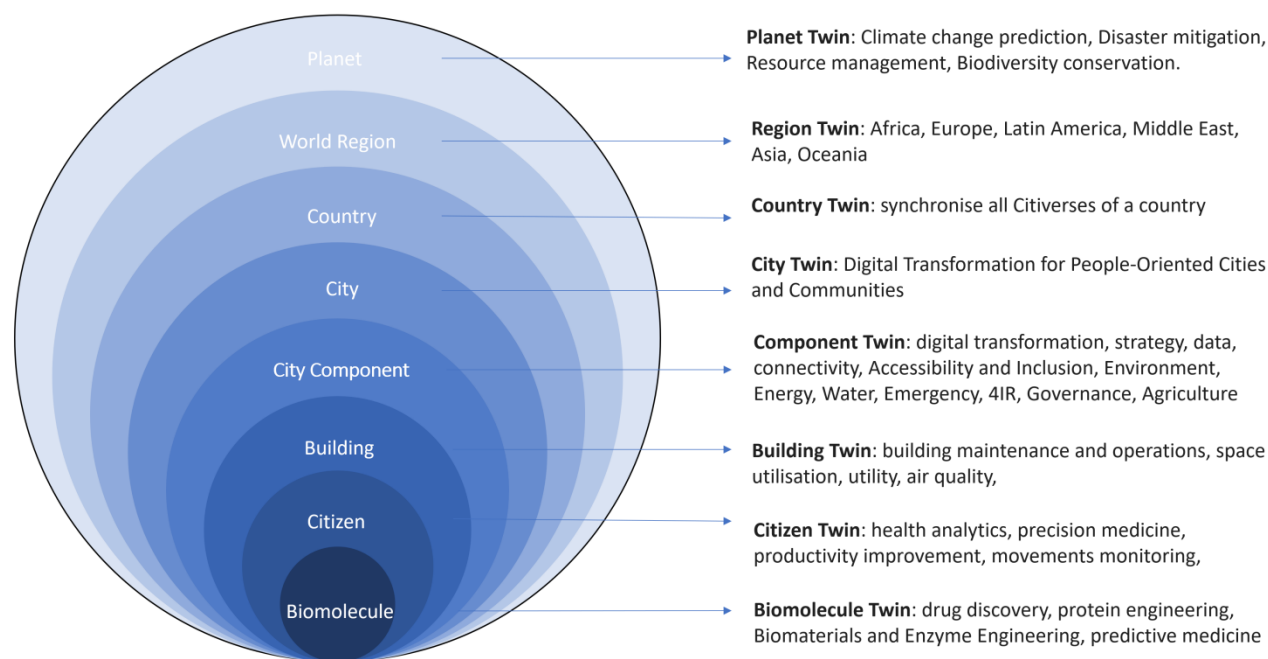 Planet
World Region
Country
City
City Component
Building
Citizen
Biomolecule
Planet Twin: Climate change prediction, Disaster mitigation,
Resource management, Biodiversity conservation.
Region Twin: Africa, Europe, Latin America, Middle East,
Asia, Oceania
Country Twin: synchronise all Citiverses of a country
City Twin: Digital Transformation for People-Oriented Cities
and Communities
Component Twin: digital transformation, strategy, data,
connectivity, Accessibility and Inclusion, Environment,
Energy, Water, Emergency, 4IR, Governance, Agriculture
Building Twin: building maintenance and operations, space
utilisation, utility, air quality,
Citizen Twin: health analytics, precision medicine,
productivity improvement, movements monitoring,
Biomolecule Twin: drug discovery, protein engineering,
Biomaterials and Enzyme Engineering, predictive medicine